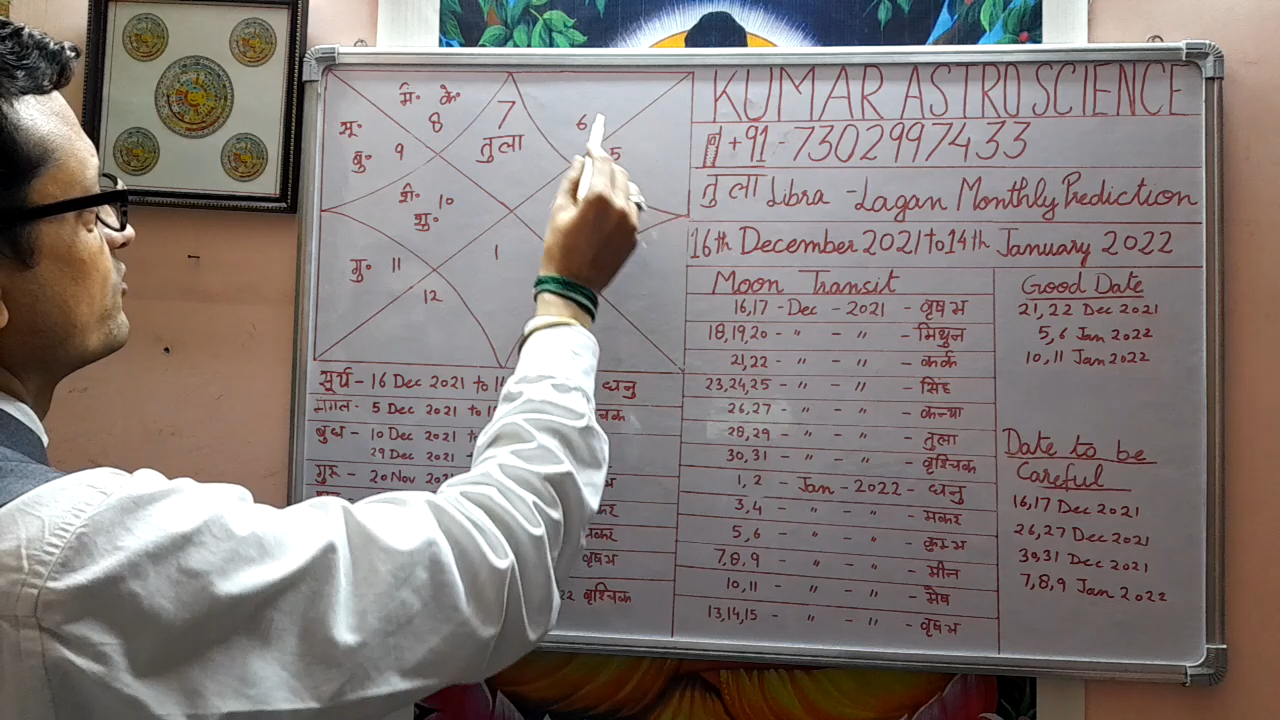 मं॰ के॰
8
7
तुला
6
5
सू॰
बु॰ 9
श॰ 10
शु॰
1
गु॰ 11
12
KUMAR ASTRO SCIENCE
+91-7302997433
तुला Libra - Lagan Monthly Prediction
16th December 2021 to 14th January 2022
सूर्य - 16 Dec 2021 to धनु
मंगल - 5 Dec 2021 to
बुध - 10 Dec 2021
29 Dec 2021 -
गुरु - 20 Nov
मकर
वृषभ
22 वृश्चिक
Moon Transit
16,17 - Dec - 2021 - वृषभ
18,19,20 - " - " - मिथुन
21,22 - " - " - कर्क
23,24,25 - " - " - सिंह
26,27 - " - " - कन्या
28,29 - " - " - तुला
30,31 - " - " - वृश्चिक
1,2 - Jan - 2022 - धनु
3,4 - " - " - मकर
5,6 - " - " - कुम्भ
7,8,9 - " - " - मीन
10,11 - " - " - मेष
13,14,15 - " - " - वृषभ
Good Date
21,22 Dec 2021
5,6 Jan 2022
10,11 Jan 2022
Date to be
Careful
16,17 Dec 2021
26,27 Dec 2021
30,31 Dec 2021
7,8,9 Jan 2022